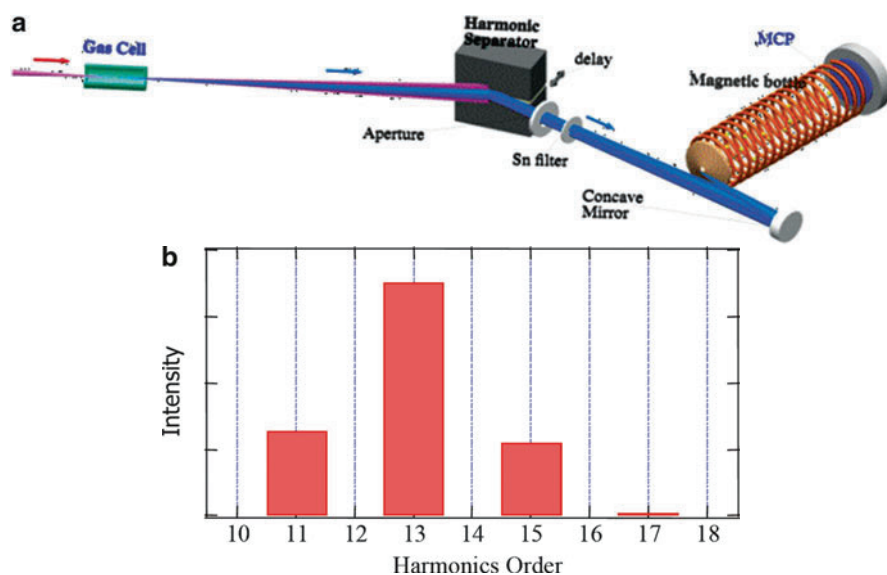 a
Gas Cell
Harmonic
Separator
delay
MCP
Magnetic bottle
Aperture
Sn filter
Concave
Mirror
b
Intensity
10 11 12 13 14 15 16 17 18
Harmonics Order